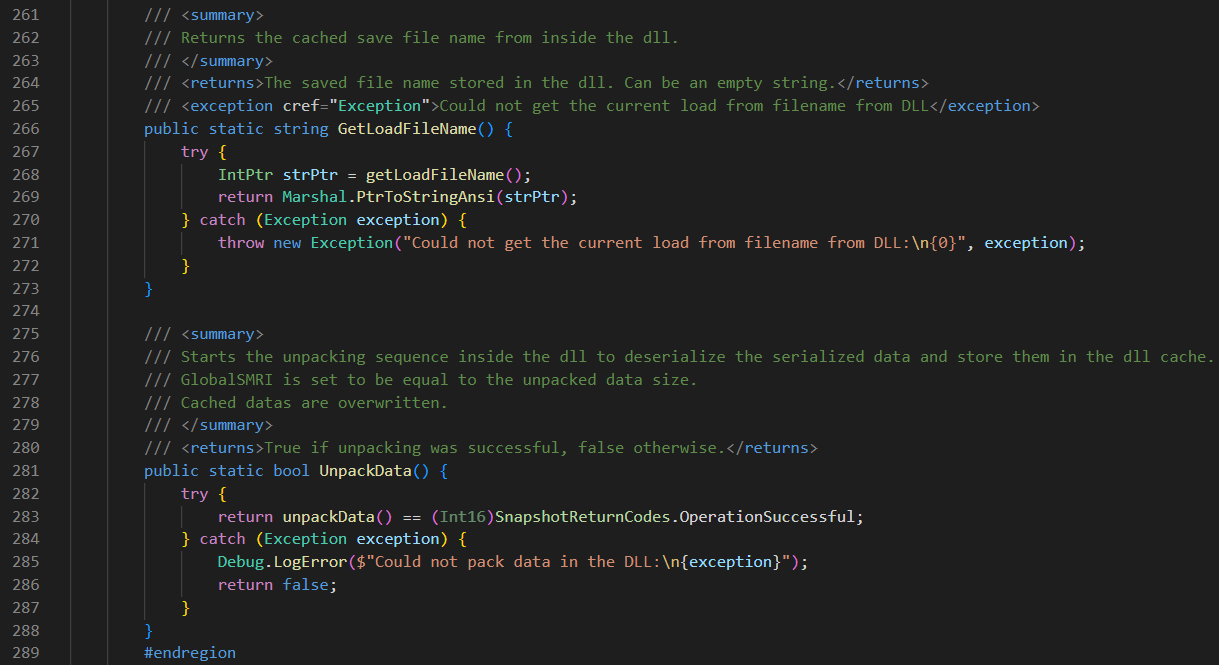 261 /// <summary>
262 /// Returns the cached save file name from inside the dll.
263 /// </summary>
264 /// <returns>The saved file name stored in the dll. Can be an empty string.</returns>
265 /// <exception cref="Exception">Could not get the current load from filename from DLL</exception>
266 public static string GetLoadFileName() {
267 try {
268 IntPtr strPtr = getLoadFileName();
269 return Marshal.PtrToStringAnsi(strPtr);
270 } catch (Exception exception) {
271 throw new Exception("Could not get the current load from filename from DLL:\n{0}", exception);
272 }
273 }
274
275 /// <summary>
276 /// Starts the unpacking sequence inside the dll to deserialize the serialized data and store them in the dll cache.
277 /// GlobalSMRI is set to be equal to the unpacked data size.
278 /// Cached datas are overwritten.
279 /// </summary>
280 /// <returns>True if unpacking was successful, false otherwise.</returns>
281 public static bool UnpackData() {
282 try {
283 return unpackData() == (Int16)SnapshotReturnCodes.OperationSuccessful;
284 } catch (Exception exception) {
285 Debug.LogError($"Could not pack data in the DLL:\n{exception}");
286 return false;
287 }
288 }
289 #endregion